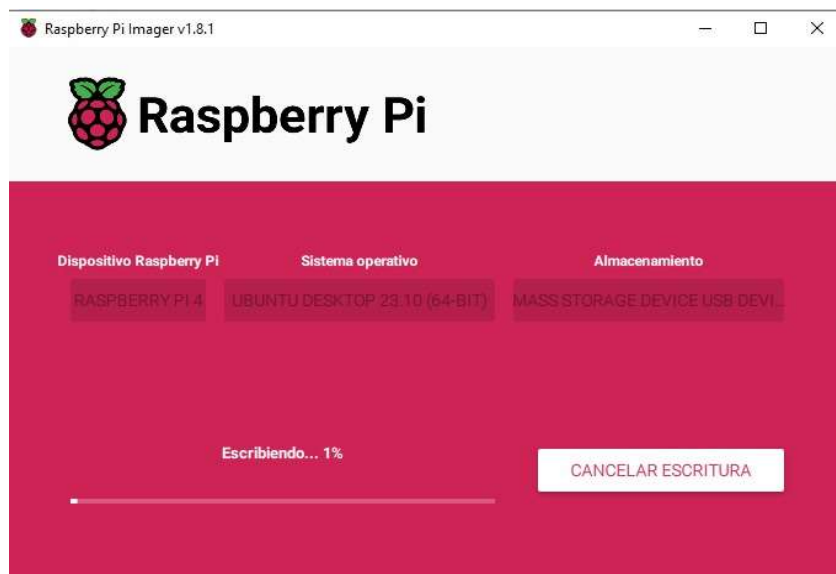 Raspberry Pi Imager v1.8.1
Raspberry Pi
Dispositivo Raspberry Pi
Sistema operativo
Almacenamiento
RASPBERRY PI 4
UBUNTU DESKTOP 23.10 (64-BIT)
MASS STORAGE DEVICE USB DEVI...
Escribiendo... 1%
CANCELAR ESCRITURA